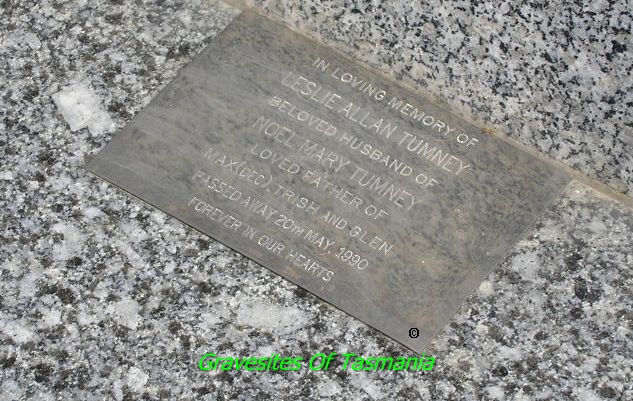 IN LOVING MEMORY OF
LESLIE ALLAN TUMNEY
BELOVED HUSBAND OF
NOEL MARY TUMNEY
LOVED FATHER OF
MAX(DEC), TRISH AND GLEN
PASSED AWAY 20TH MAY, 1990
FOREVER IN OUR HEARTS
©
Gravesites Of Tasmania